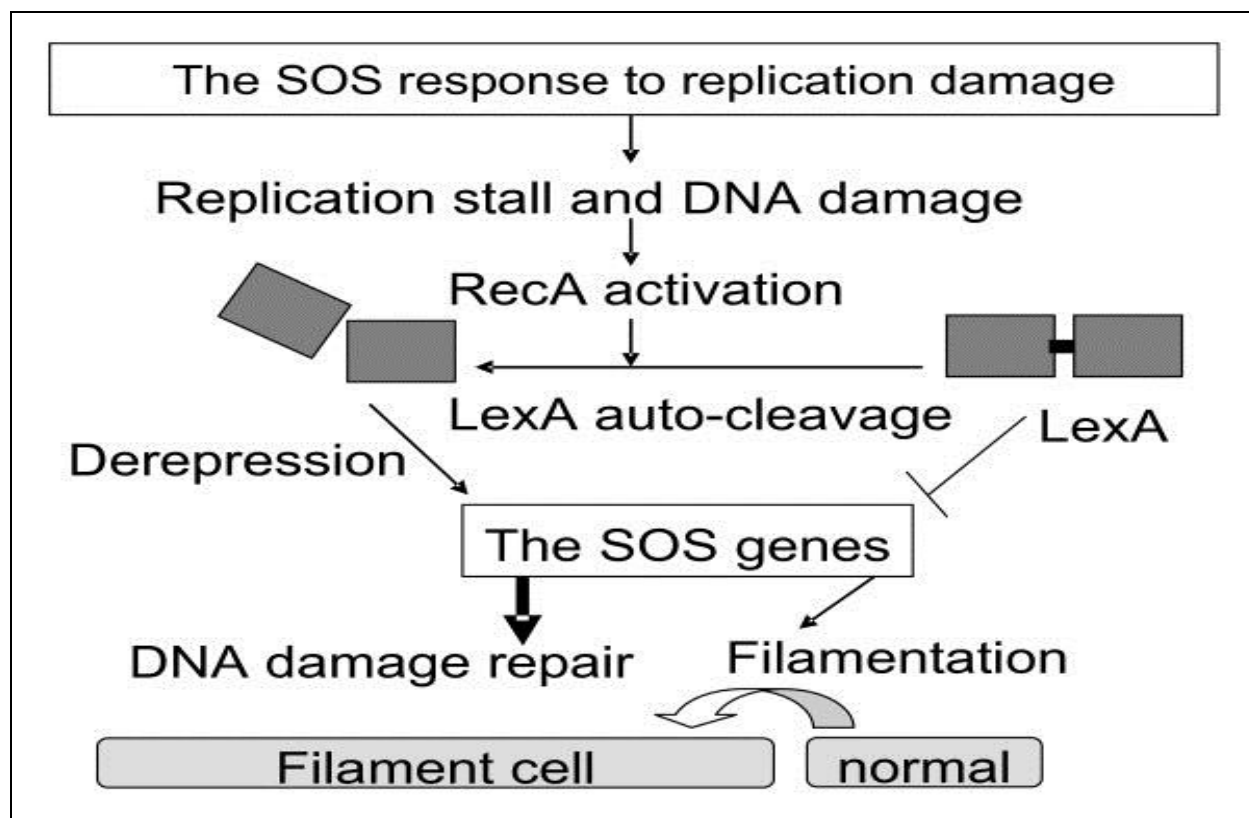 The SOS response to replication damage
Replication stall and DNA damage
RecA activation
LexA auto-cleavage
LexA
Derepression
The SOS genes
DNA damage repair
Filamentation
Filament cell
normal